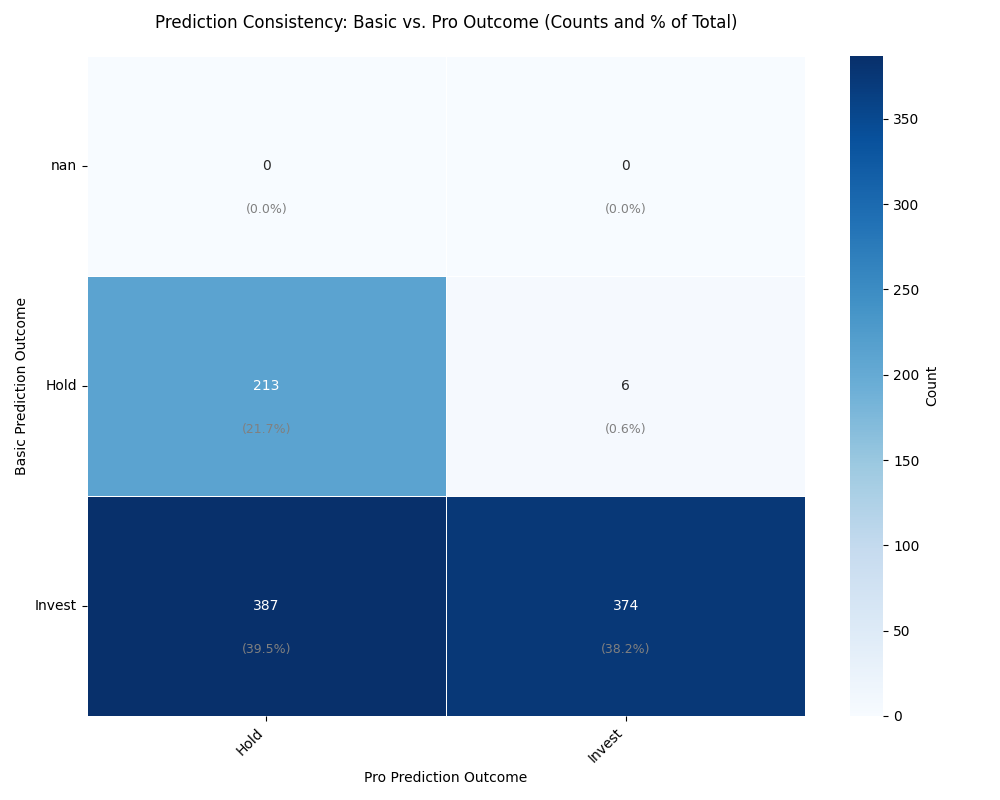 Prediction Consistency: Basic vs. Pro Outcome (Counts and % of Total)
Basic Prediction Outcome
nan
0
(0.0%)
0
(0.0%)
Hold
213
(21.7%)
6
(0.6%)
Invest
387
(39.5%)
374
(38.2%)
Hold
Invest
Pro Prediction Outcome
350
300
250
200
150
100
50
0
Count